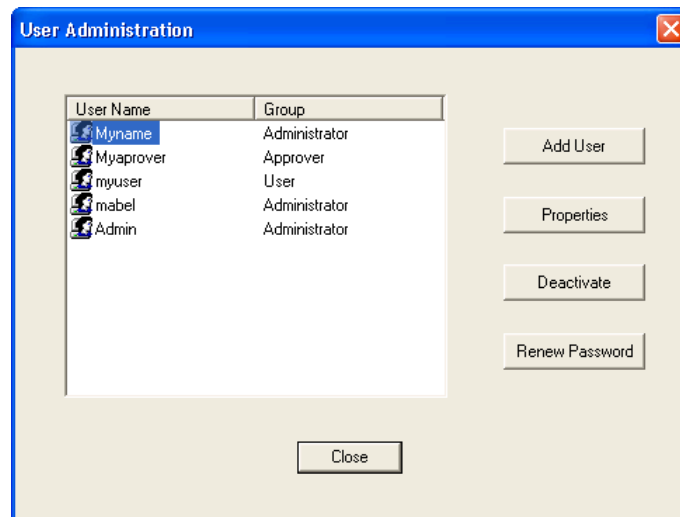 User Administration
User Name Group
Myname Administrator
Myaprover Approver
myuser User
mabel Administrator
Admin Administrator
Add User
Properties
Deactivate
Renew Password
Close